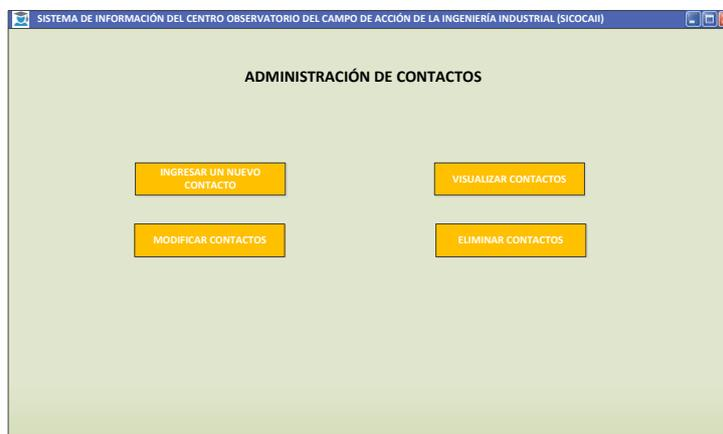 SISTEMA DE INFORMACIÓN DEL CENTRO OBSERVATORIO DEL CAMPO DE ACCIÓN DE LA INGENIERÍA INDUSTRIAL (SICOCAII)
ADMINISTRACIÓN DE CONTACTOS
INGRESAR UN NUEVO
CONTACTO
VISUALIZAR CONTACTOS
MODIFICAR CONTACTOS
ELIMINAR CONTACTOS